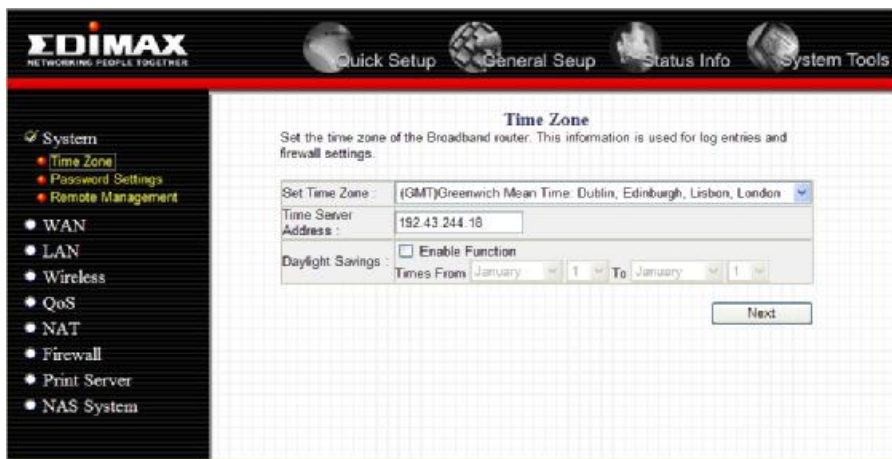 EDIMAX
NETWORKING PEOPLE TOGETHER
Quick Setup
General Seup
Status Info
System Tools
System
Time Zone
Password Settings
Remote Management
WAN
LAN
Wireless
QoS
NAT
Firewall
Print Server
NAS System
Time Zone
Set the time zone of the Broadband router. This information is used for log entries and
firewall settings.
Set Time Zone : (GMT)Greenwich Mean Time: Dublin, Edinburgh, Lisbon, London
Time Server
Address :
192.43.244.18
Daylight Savings :
Enable Function
Times From January 1 To January 1
Next